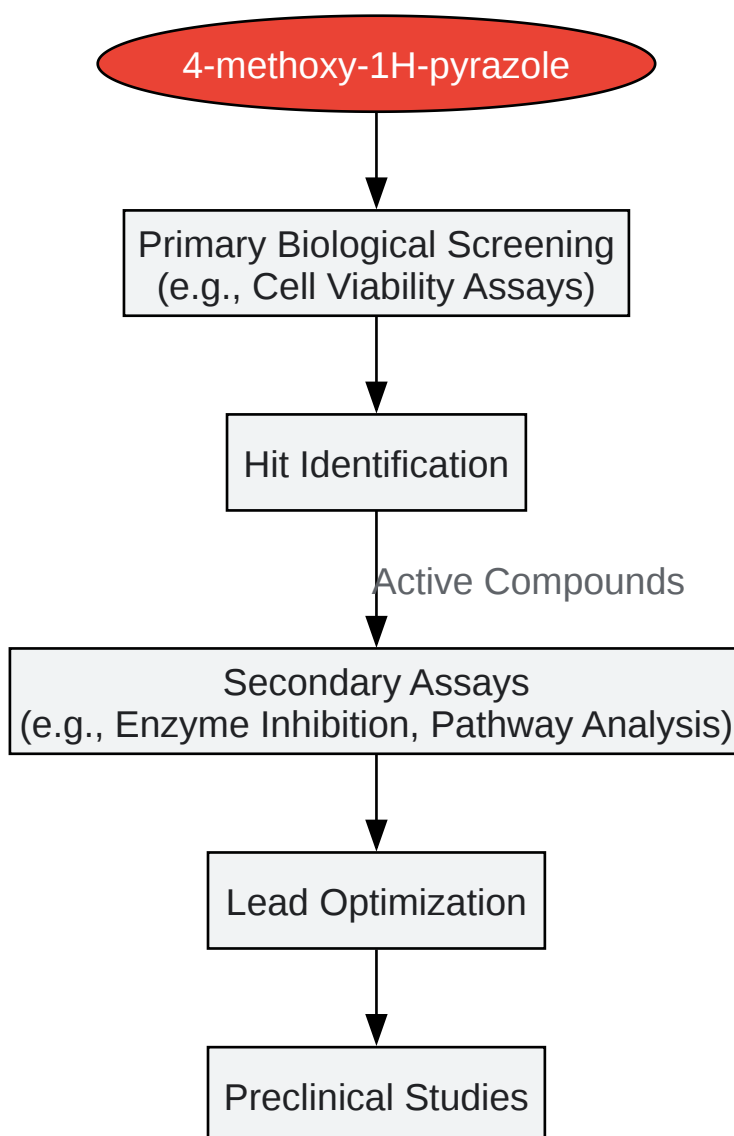 4-methoxy-1H-pyrazole
Primary Biological Screening
(e.g., Cell Viability Assays)
Hit Identification
Active Compounds
Secondary Assays
(e.g., Enzyme Inhibition, Pathway Analysis)
Lead Optimization
Preclinical Studies